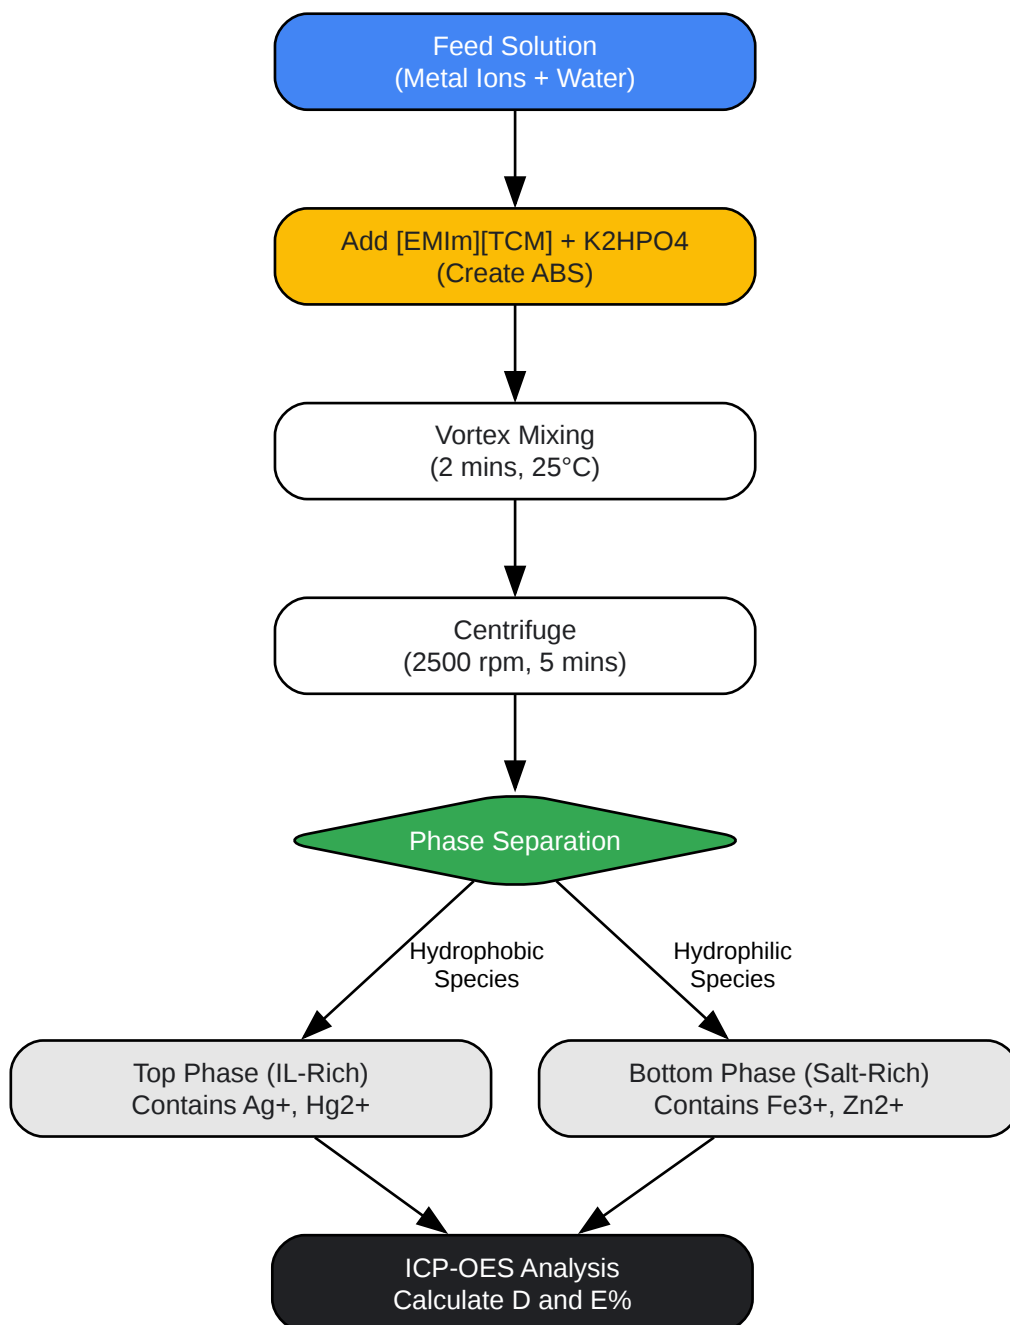 Feed Solution
(Metal Ions + Water)
Add [EMIm][TCM] + K2HPO4
(Create ABS)
Vortex Mixing
(2 mins, 25°C)
Centrifuge
(2500 rpm, 5 mins)
Phase Separation
Hydrophobic
Species
Hydrophilic
Species
Top Phase (IL-Rich)
Contains Ag+, Hg2+
Bottom Phase (Salt-Rich)
Contains Fe3+, Zn2+
ICP-OES Analysis
Calculate D and E%